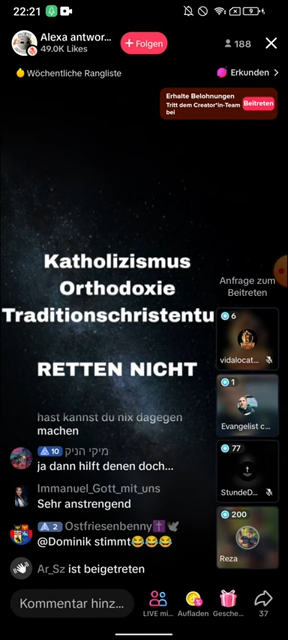 22:21
Alexa antwor...
49.0K Likes
+ Folgen
188
Wöchentliche Rangliste
Erkunden >
Erhalte Belohnungen
Tritt dem Creator*in-Team
bei
Beitreten
Katholizismus
Orthodoxie
Traditionschristentu
RETTEN NICHT
Anfrage zum
Beitreten
6
vidalocat...
1
Evangelist c...
77
StundeD...
200
Reza
hast kannst du nix dagegen
machen
10 מיקי הניק
ja dann hilft denen doch...
Immanuel_Gott_mit_uns
Sehr anstrengend
2 Ostfriesenbenny✝️🕊️
@Dominik stimmt😂😂😂
Ar_Sz ist beigetreten
Kommentar hinz...
LIVE mi...
Aufladen
Gesche...
37